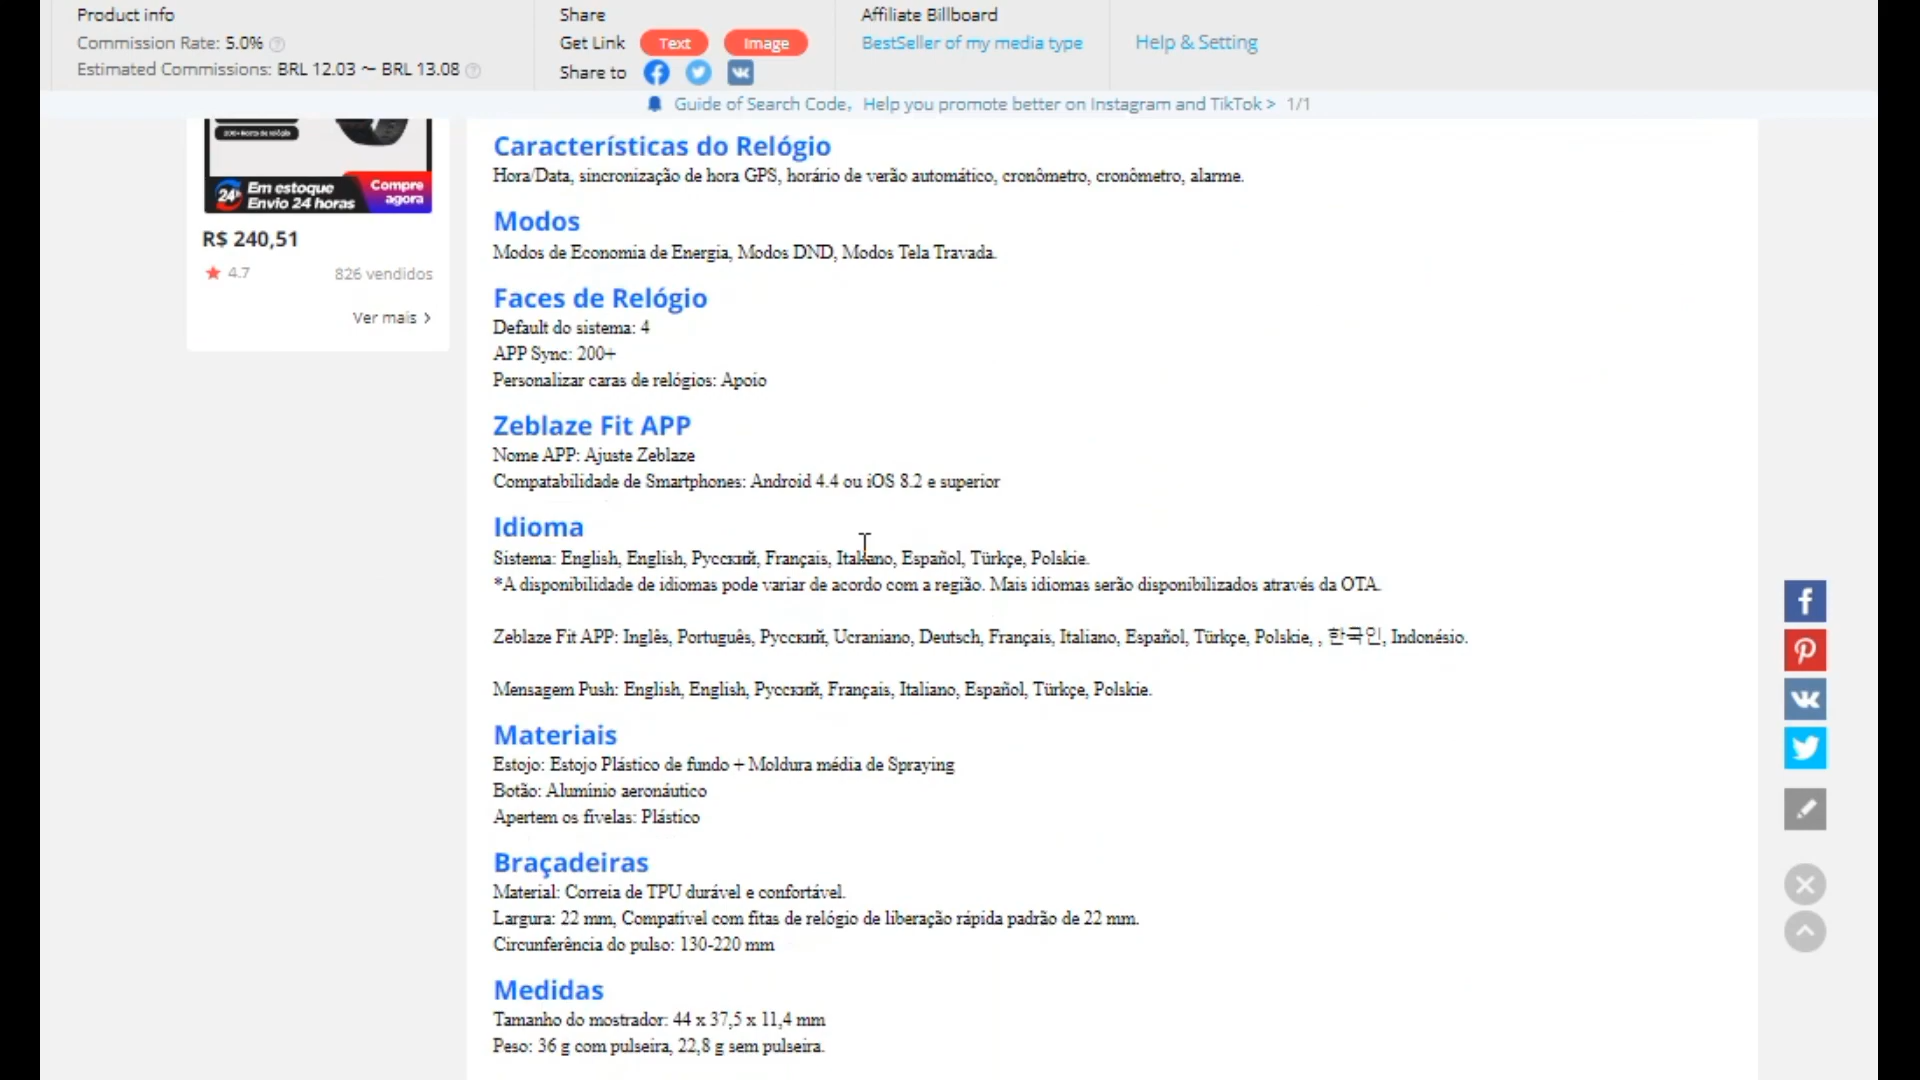 Product info
Commission Rate: 5.0%
Estimated Commissions: BRL 12.03 ~ BRL 13.08
Share
Get Link Text Image
Share to
Affiliate Billboard
BestSeller of my media type
Help & Setting
Guide of Search Code, Help you promote better on Instagram and TikTok > 1/1
24h Em estoque
Envio 24 horas
Compre
agora
R$ 240,51
4.7 826 vendidos
Ver mais >
Características do Relógio
Hora/Data, sincronização de hora GPS, horário de verão automático, cronômetro, cronômetro, alarme.
Modos
Modos de Economia de Energia, Modos DND, Modos Tela Travada.
Faces de Relógio
Default do sistema: 4
APP Sync: 200+
Personalizar caras de relógios: Apoio
Zeblaze Fit APP
Nome APP: Ajuste Zeblaze
Compatabilidade de Smartphones: Android 4.4 ou iOS 8.2 e superior
Idioma
Sistema: English, English, Русский, Français, Italiano, Español, Türkçe, Polskie.
*A disponibilidade de idiomas pode variar de acordo com a região. Mais idiomas serão disponibilizados através da OTA.
Zeblaze Fit APP: Inglês, Português, Русский, Ucraniano, Deutsch, Français, Italiano, Español, Türkçe, Polskie, , 한국인, Indonésio.
Mensagem Push: English, English, Русский, Français, Italiano, Español, Türkçe, Polskie.
Materiais
Estojo: Estojo Plástico de fundo + Moldura média de Spraying
Botão: Alumínio aeronáutico
Apertem os fivelas: Plástico
Braçadeiras
Material: Correia de TPU durável e confortável.
Largura: 22 mm, Compatível com fitas de relógio de liberação rápida padrão de 22 mm.
Circunferência do pulso: 130-220 mm
Medidas
Tamanho do mostrador: 44 x 37,5 x 11,4 mm
Peso: 36 g com pulseira, 22,8 g sem pulseira.